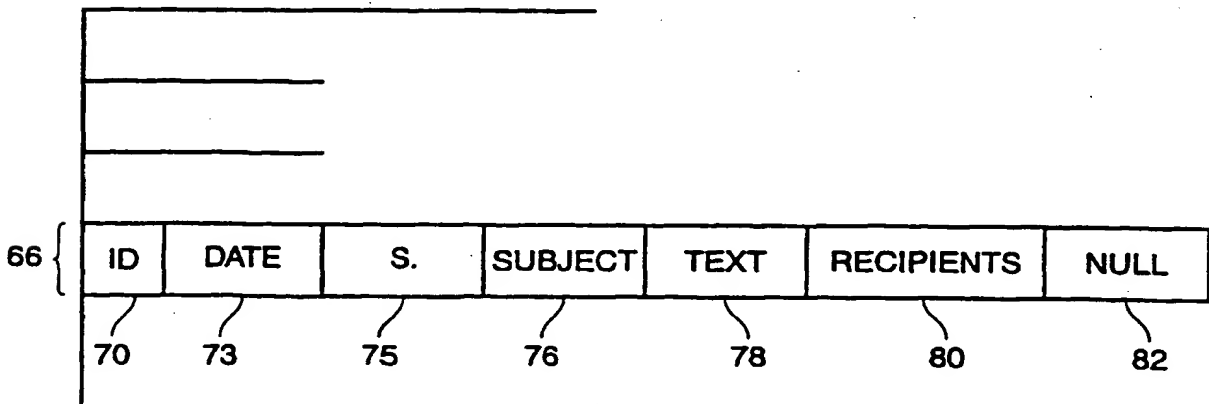 66 { ID DATE S. SUBJECT TEXT RECIPIENTS NULL
70 73 75 76 78 80 82